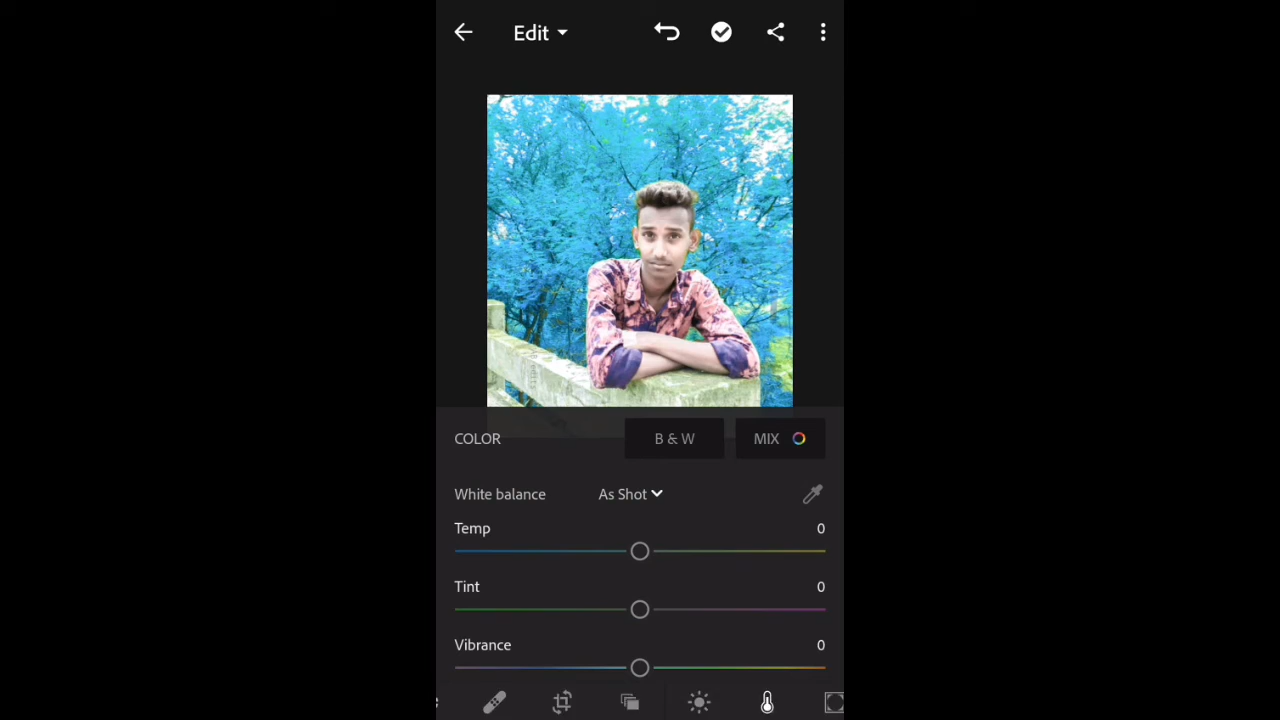 Edit
COLOR
B & W
MIX
White balance
As Shot
Temp
0
Tint
0
Vibrance
0